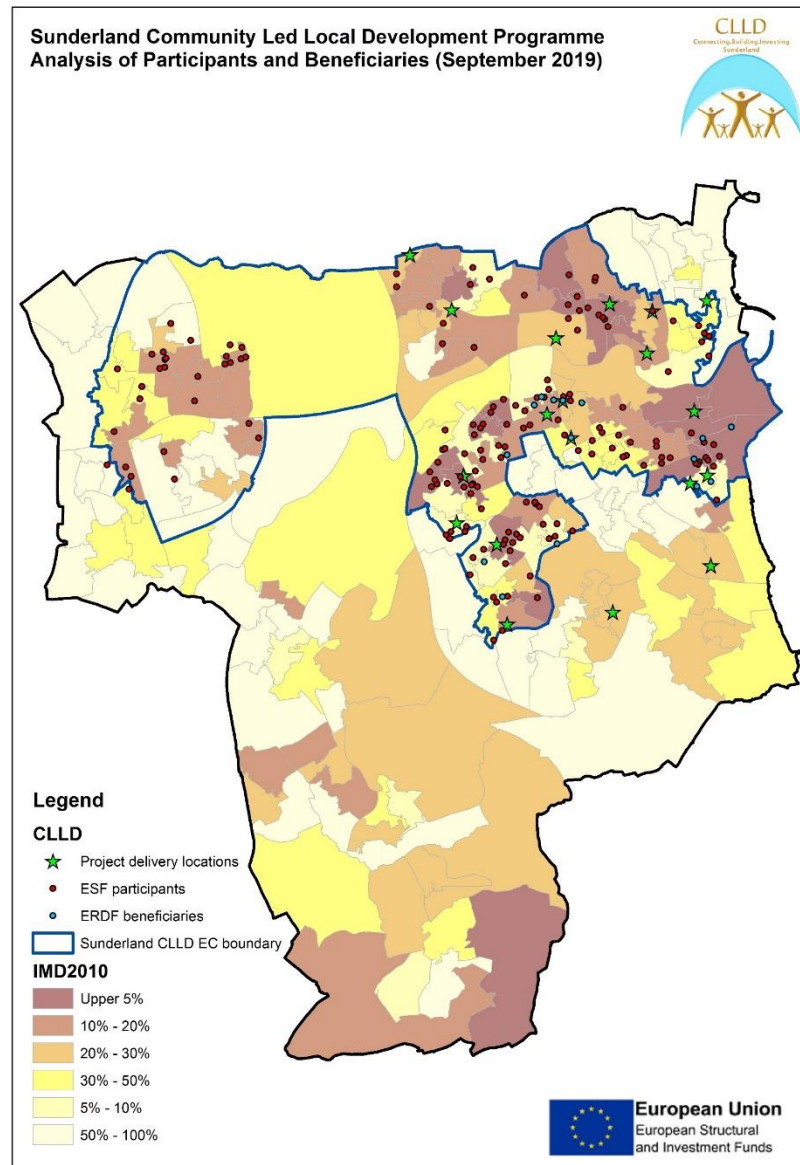 Sunderland Community Led Local Development Programme
Analysis of Participants and Beneficiaries (September 2019)
CLLD
Connecting.Building.Investing
Sunderland
Legend
CLLD
Project delivery locations
ESF participants
ERDF beneficiaries
Sunderland CLLD EC boundary
IMD2010
Upper 5%
10% - 20%
20% - 30%
30% - 50%
5% - 10%
50% - 100%
European Union
European Structural
and Investment Funds